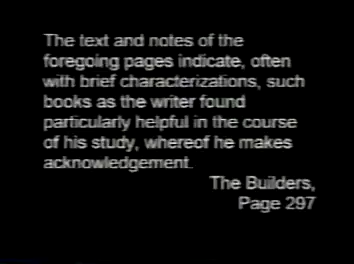 The text and notes of the
foregoing pages indicate, often
with brief characterizations, such
books as the writer found
particularly helpful in the course
of his study, whereof he makes
acknowledgement.
The Builders,
Page 297